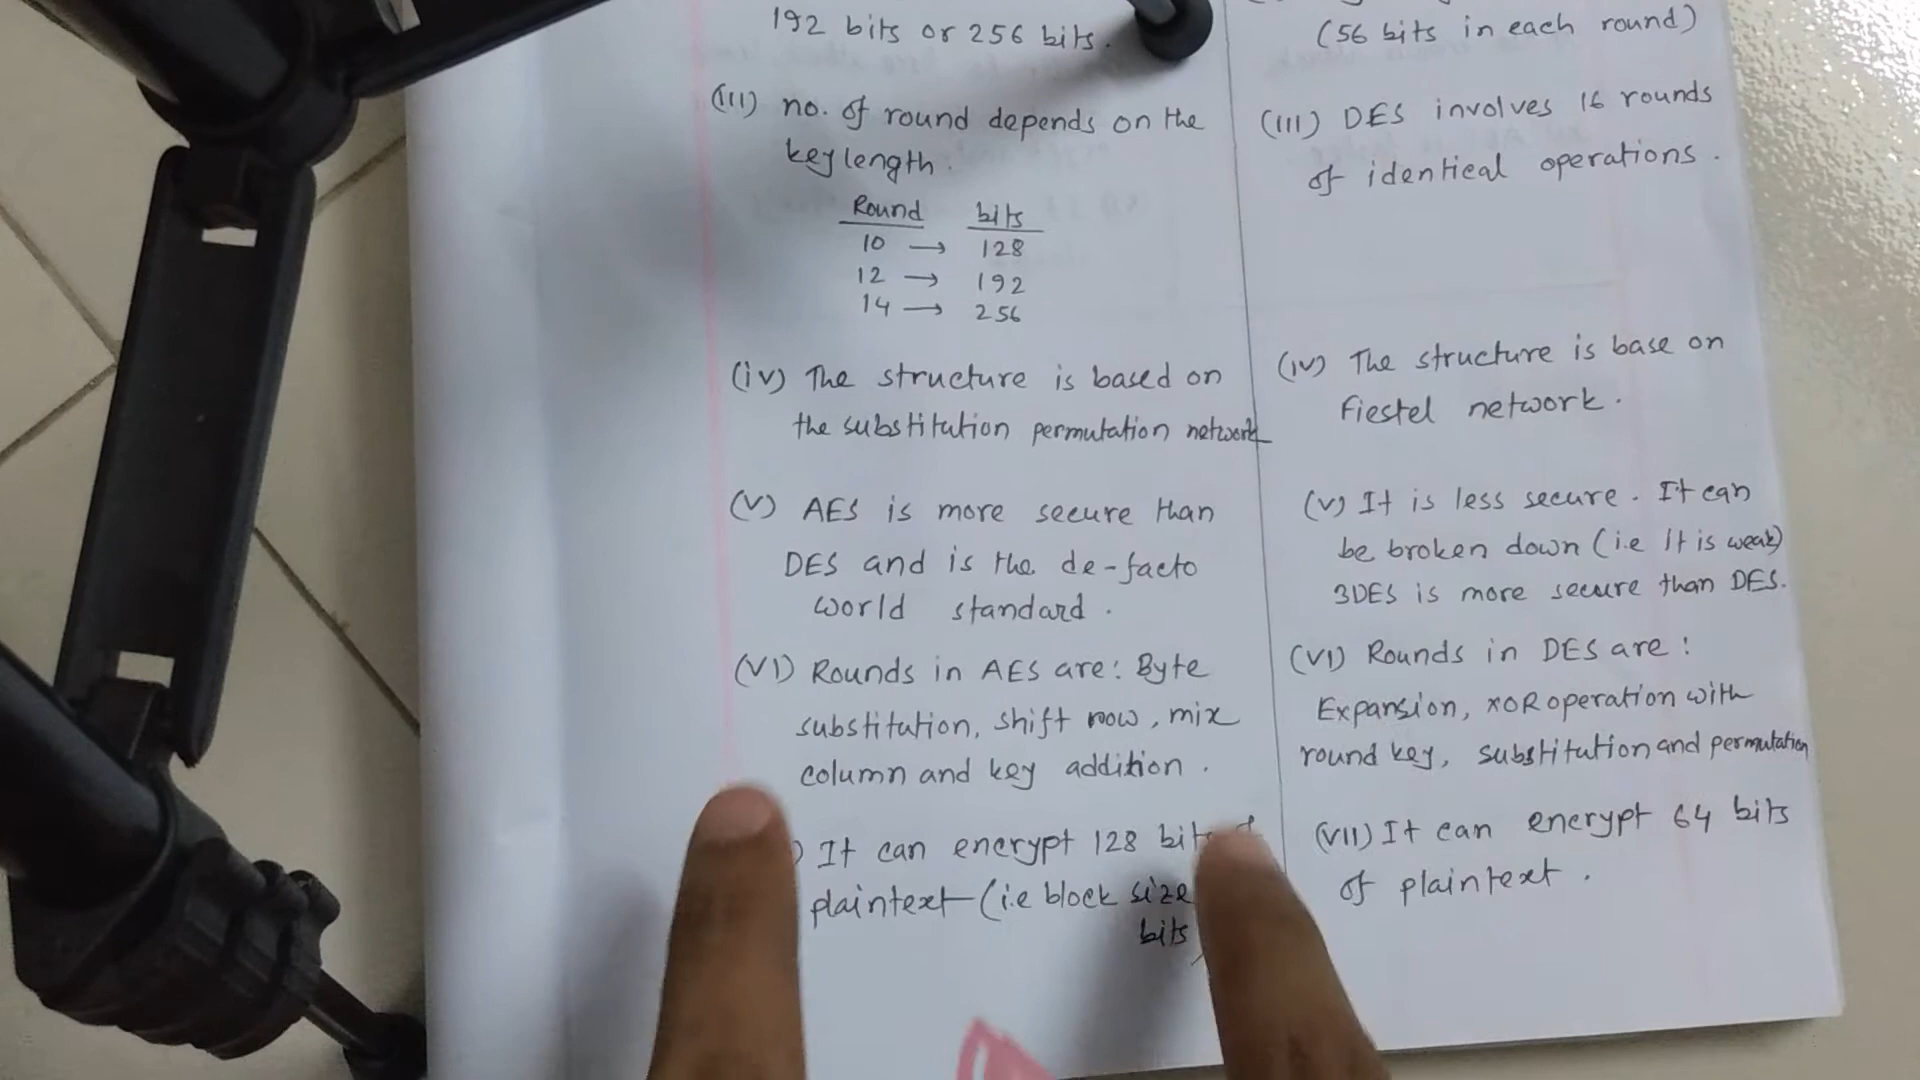 192 bits or 256 bits.
(III) no. of round depends on the
key length.
Round bits
10 → 128
12 → 192
14 → 256
(iv) The structure is based on
the substitution permutation network
(V) AES is more secure than
DES and is the de-facto
world standard.
(VI) Rounds in AES are: Byte
substitution, shift row, mix
column and key addition.
) It can encrypt 128 bits of
plaintext (i.e block size
bits
(56 bits in each round)
(III) DES involves 16 rounds
of identical operations.
(IV) The structure is base on
Fiestel network.
(V) It is less secure. It can
be broken down (i.e It is weak)
3DES is more secure than DES.
(VI) Rounds in DES are:
Expansion, XOR operation with
round key, substitution and permutation
(VII) It can encrypt 64 bits
of plaintext.